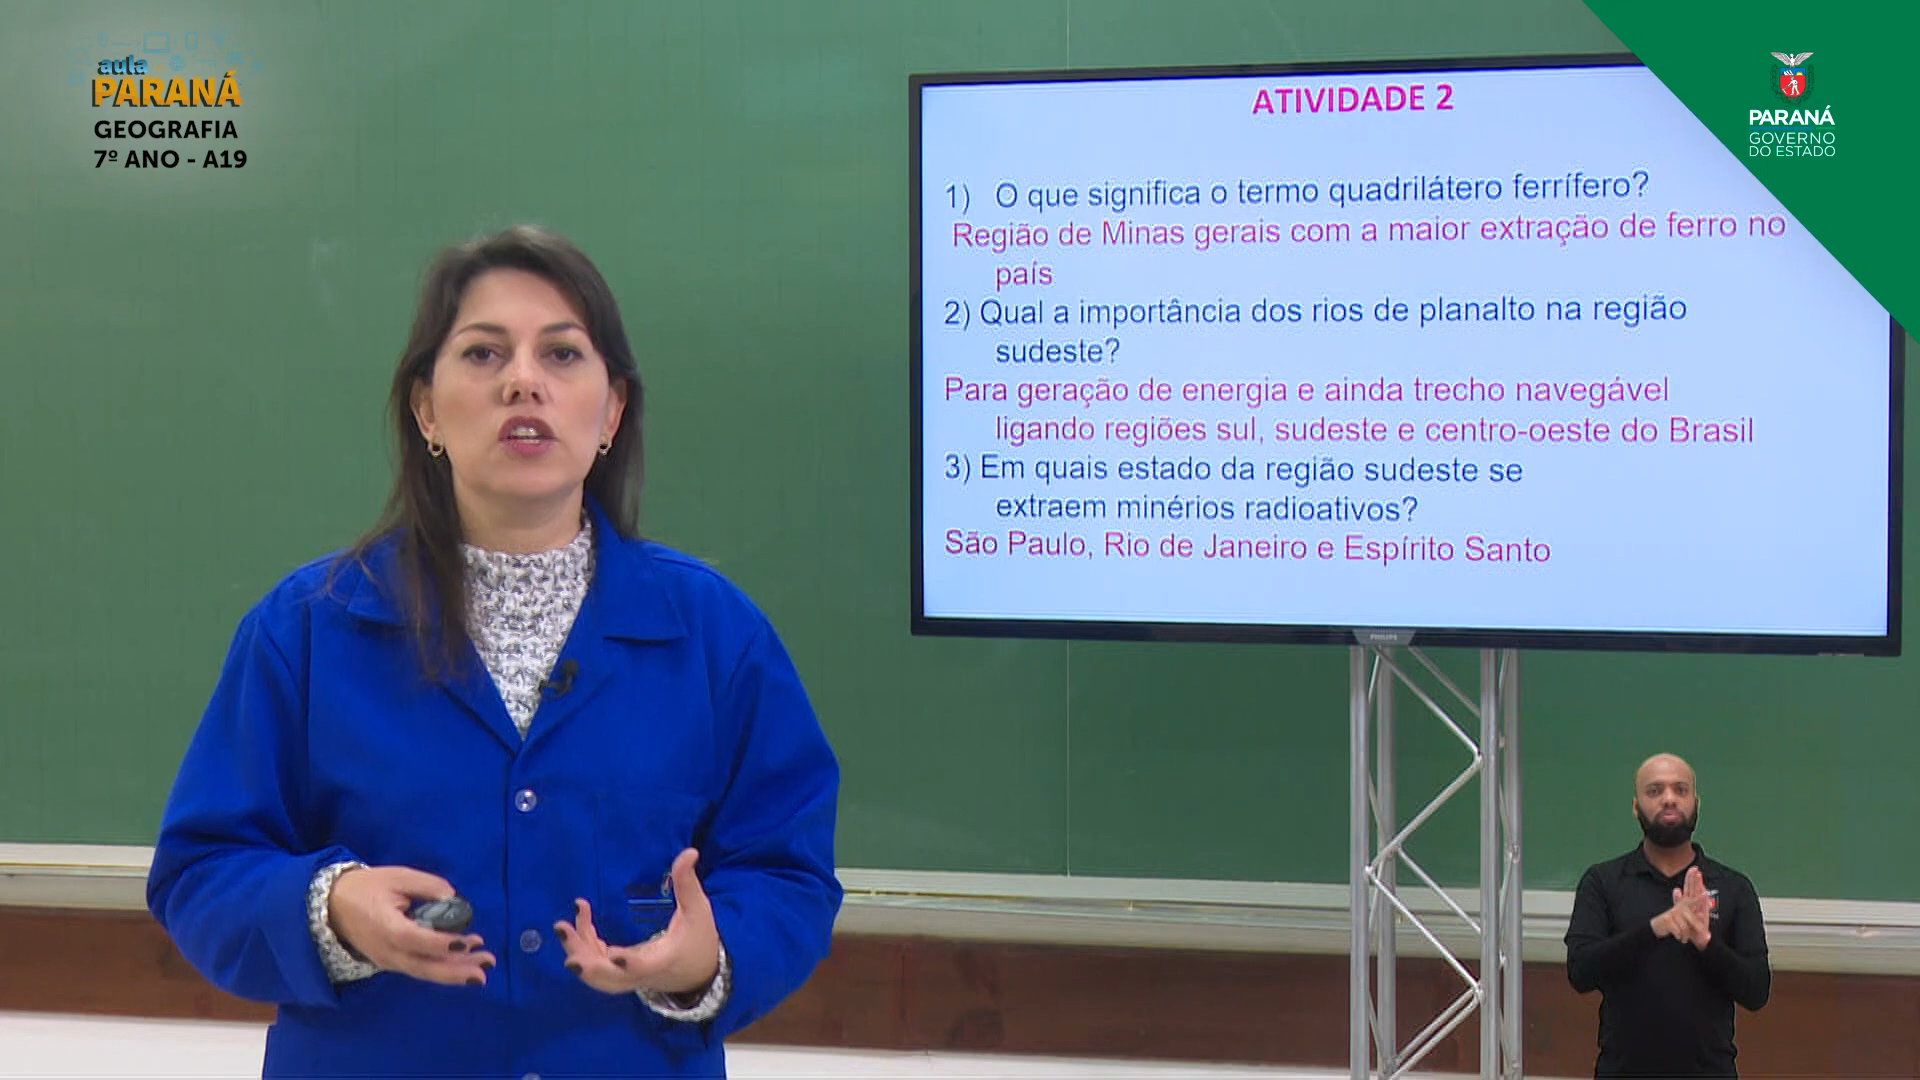 aula
PARANÁ
GEOGRAFIA
7º ANO - A19
PARANÁ
GOVERNO
DO ESTADO
ATIVIDADE 2
1) O que significa o termo quadrilátero ferrífero?
Região de Minas gerais com a maior extração de ferro no
país
2) Qual a importância dos rios de planalto na região
sudeste?
Para geração de energia e ainda trecho navegável
ligando regiões sul, sudeste e centro-oeste do Brasil
3) Em quais estado da região sudeste se
extraem minérios radioativos?
São Paulo, Rio de Janeiro e Espírito Santo
PHILIPS